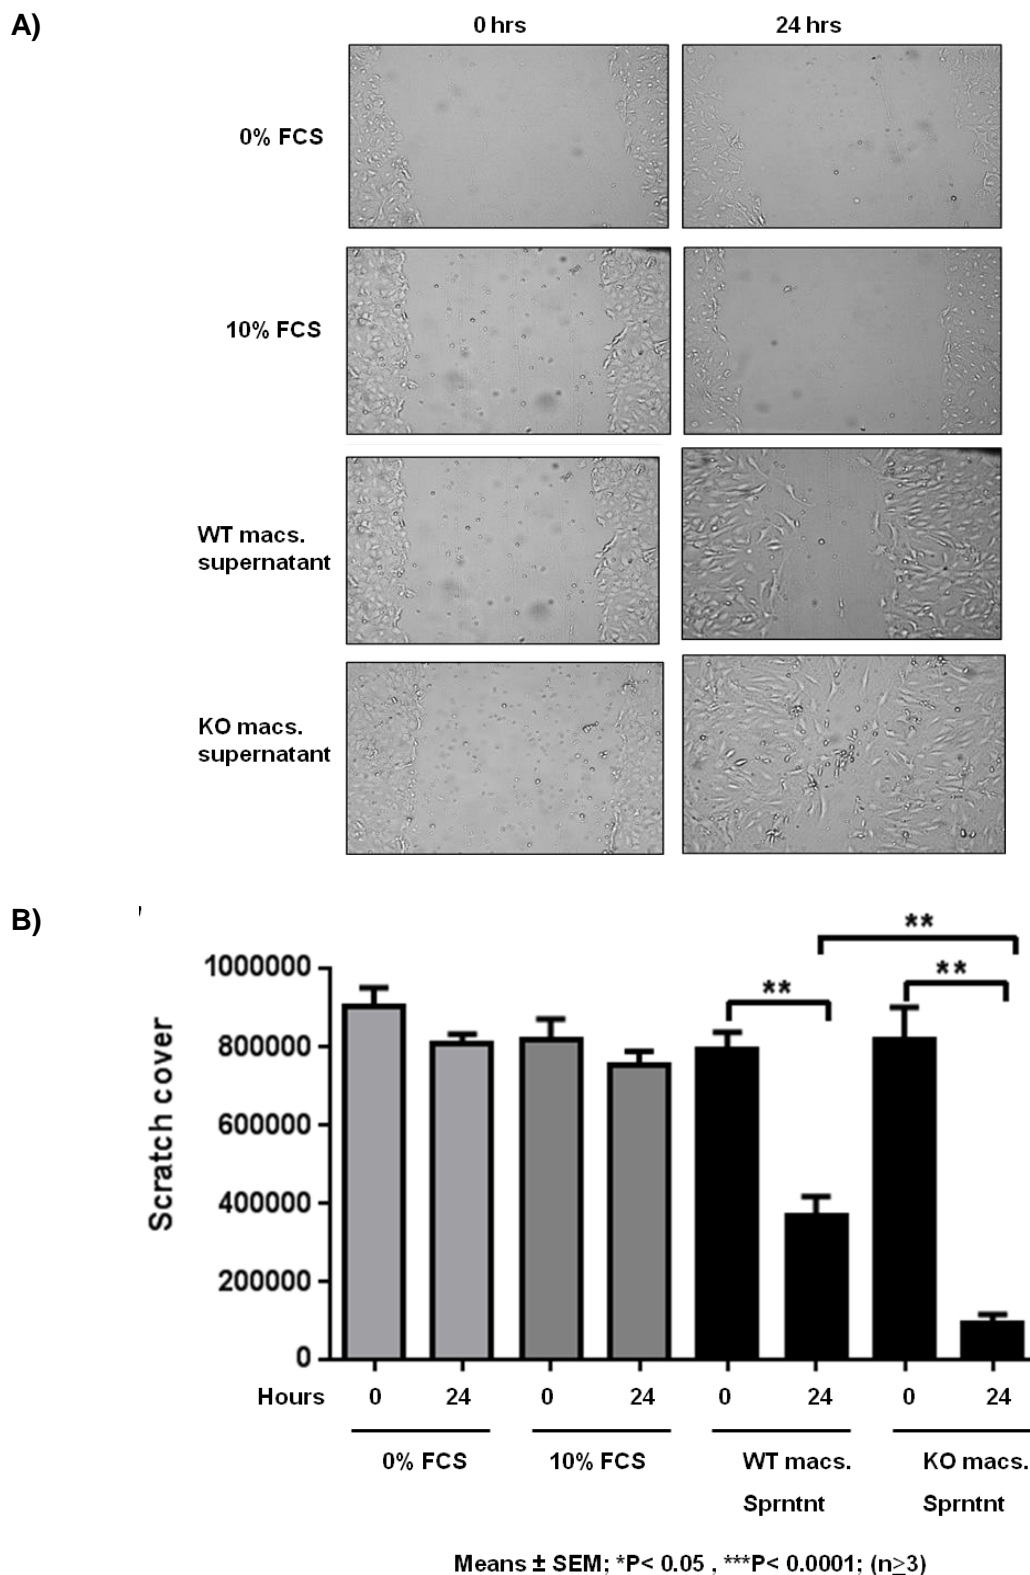 A)
0 hrs 24 hrs
0% FCS
10% FCS
WT macs.
supernatant
KO macs.
supernatant
B)
Scratch cover
1000000
800000
600000
400000
200000
0
**
**
**
Hours 0 24 0 24 0 24 0 24
0% FCS 10% FCS WT macs. KO macs.
Sprntnt Sprntnt
Means ± SEM; *P< 0.05 , ***P< 0.0001; (n≥3)